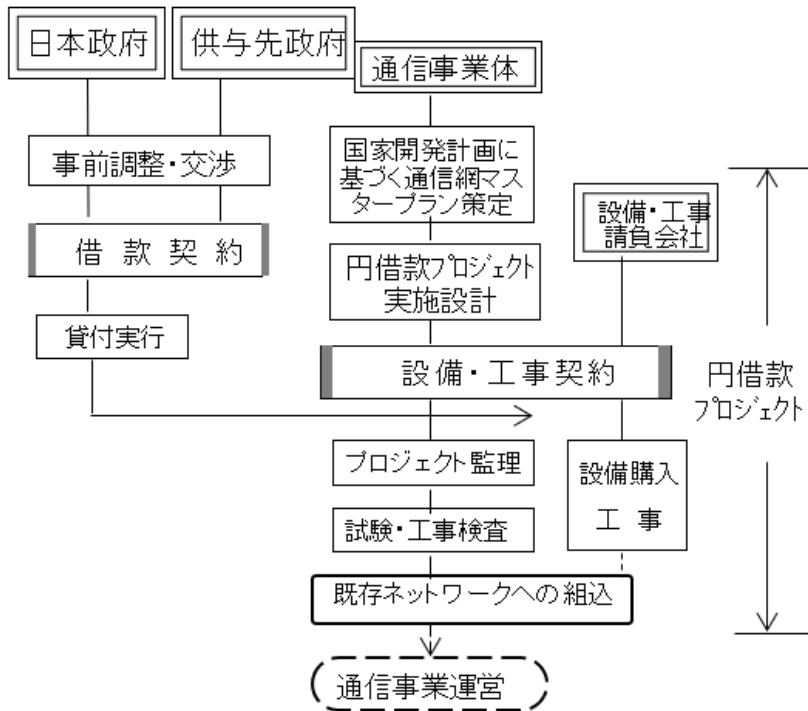 日本政府
供与先政府
通信事業体
事前調整・交渉
国家開発計画に
基づく通信網マス
タープラン策定
設備・工事
請負会社
借款契約
円借款プロジェクト
実施設計
貸付実行
設備・工事契約
円借款
プロジェクト
プロジェクト監理
設備購入
工事
試験・工事検査
既存ネットワークへの組込
通信事業運営